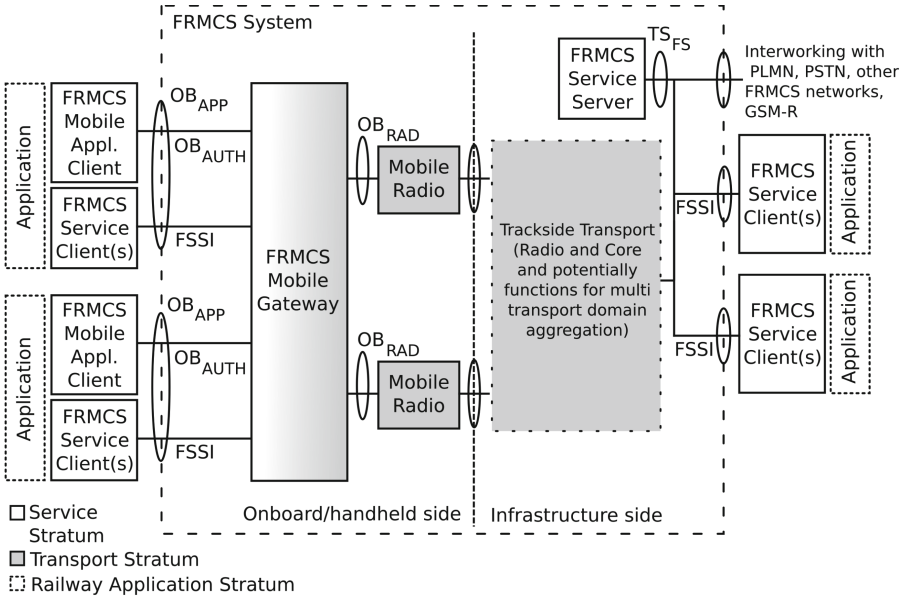 FRMCS System
Application
FRMCS
Mobile
Appl.
Client
FRMCS
Service
Client(s)
OBAPP
OBAUTH
FSSI
Application
FRMCS
Mobile
Appl.
Client
FRMCS
Service
Client(s)
OBAPP
OBAUTH
FSSI
FRMCS
Mobile
Gateway
OBRAD
Mobile
Radio
OBRAD
Mobile
Radio
Trackside Transport
(Radio and Core
and potentially
functions for multi
transport domain
aggregation)
FRMCS
Service
Server
TSFS
Interworking with
PLMN, PSTN, other
FRMCS networks,
GSM-R
FSSI
FRMCS
Service
Client(s)
Application
FSSI
FRMCS
Service
Client(s)
Application
Onboard/handheld side
Infrastructure side
Service
Stratum
Transport Stratum
Railway Application Stratum